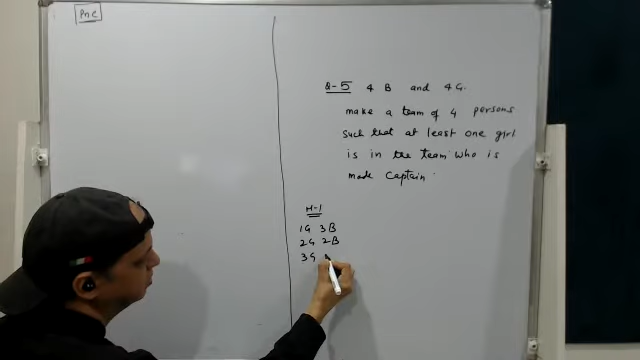 PnC
Q-5 4 B and 4 G.
make a team of 4 persons
such that at least one girl
is in the team who is
made Captain.
M-1
1G 3B
2G 2B
3G